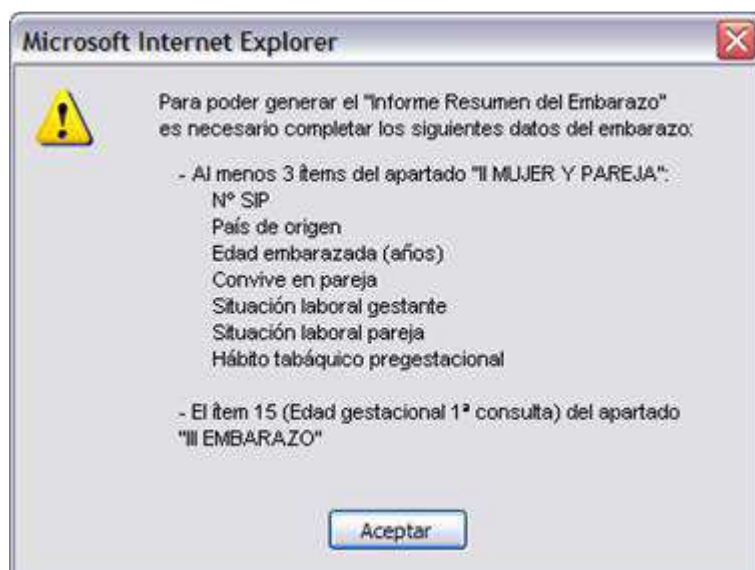 Microsoft Internet Explorer
Para poder generar el "Informe Resumen del Embarazo"
es necesario completar los siguientes datos del embarazo:
- Al menos 3 ítems del apartado "II MUJER Y PAREJA":
Nº SIP
País de origen
Edad embarazada (años)
Convive en pareja
Situación laboral gestante
Situación laboral pareja
Hábito tabáquico pregestacional
- El ítem 15 (Edad gestacional 1ª consulta) del apartado
"III EMBARAZO"
Aceptar